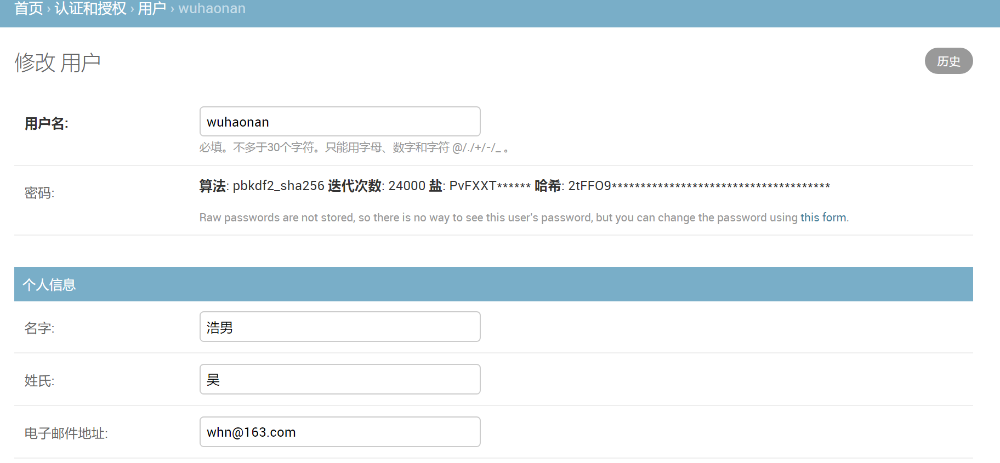 首页 › 认证和授权 › 用户 › wuhaonan
修改 用户
历史
用户名:
wuhaonan
必填。不多于30个字符。只能用字母、数字和字符 @/./+/-/_ 。
密码:
算法: pbkdf2_sha256 迭代次数: 24000 盐: PvFXXT****** 哈希: 2tFFO9**************************************
Raw passwords are not stored, so there is no way to see this user's password, but you can change the password using this form.
个人信息
名字:
浩男
姓氏:
吴
电子邮件地址:
whn@163.com